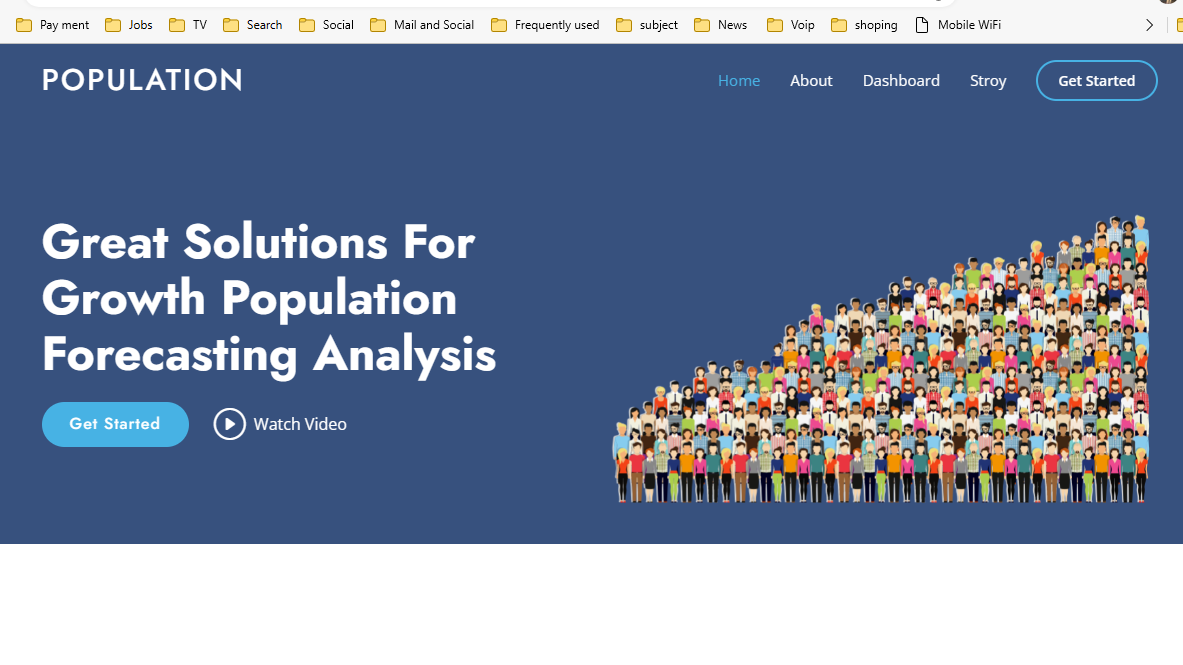 Pay ment Jobs TV Search Social Mail and Social Frequently used subject News Voip shoping Mobile WiFi
POPULATION Home About Dashboard Stroy Get Started
Great Solutions For
Growth Population
Forecasting Analysis
Get Started Watch Video